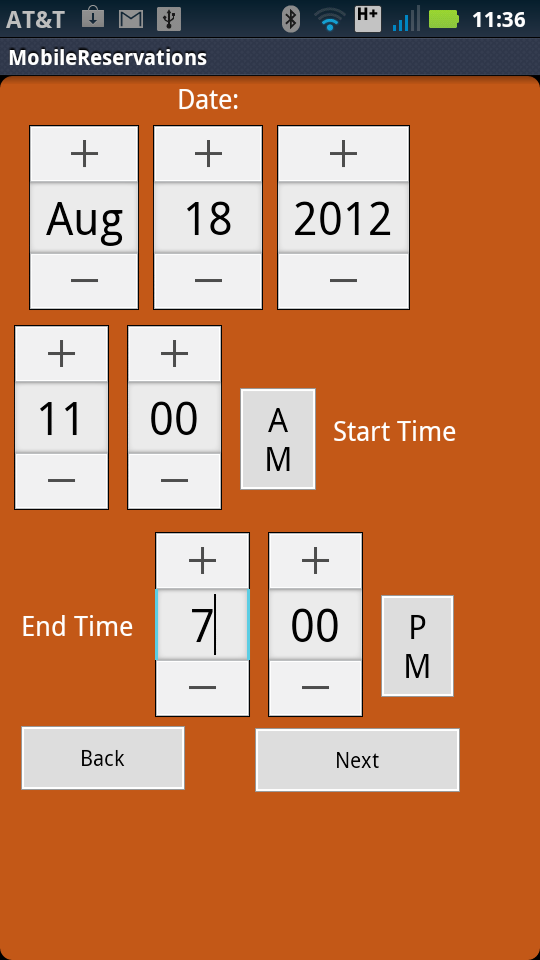 AT&T H+ 11:36
MobileReservations
Date:
+ + +
Aug 18 2012
− − −
+ +
11 00 A
M Start Time
− −
+ +
End Time 7 00 P
M
− −
Back Next